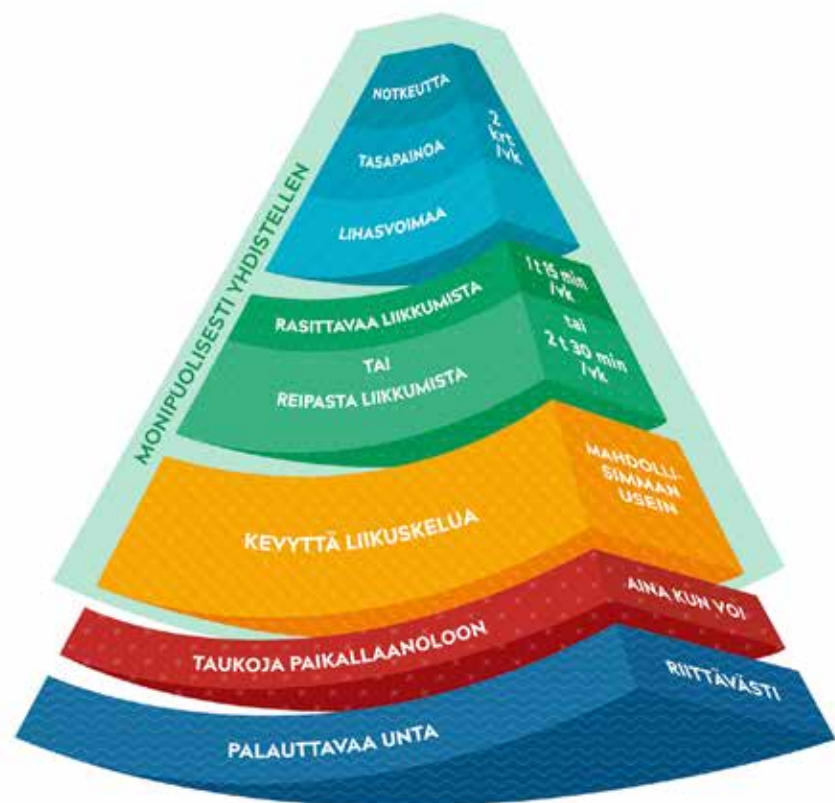 MONIPUOLISESTI YHDISTELLEN
NOTKEUTTA
TASAPAINOA
LIHASVOIMAA
2
krt
/vk
RASITTAVAA LIIKKUMISTA
TAI
REIPASTA LIIKKUMISTA
1 t 15 min
/vk
tai
2 t 30 min
/vk
KEVYTTÄ LIIKUSKELUA
MAHDOLLI-
SIMMAN
USEIN
TAUKOJA PAIKALLAANOLOON
AINA KUN VOI
PALAUTTAVAA UNTA
RIITTÄVÄSTI